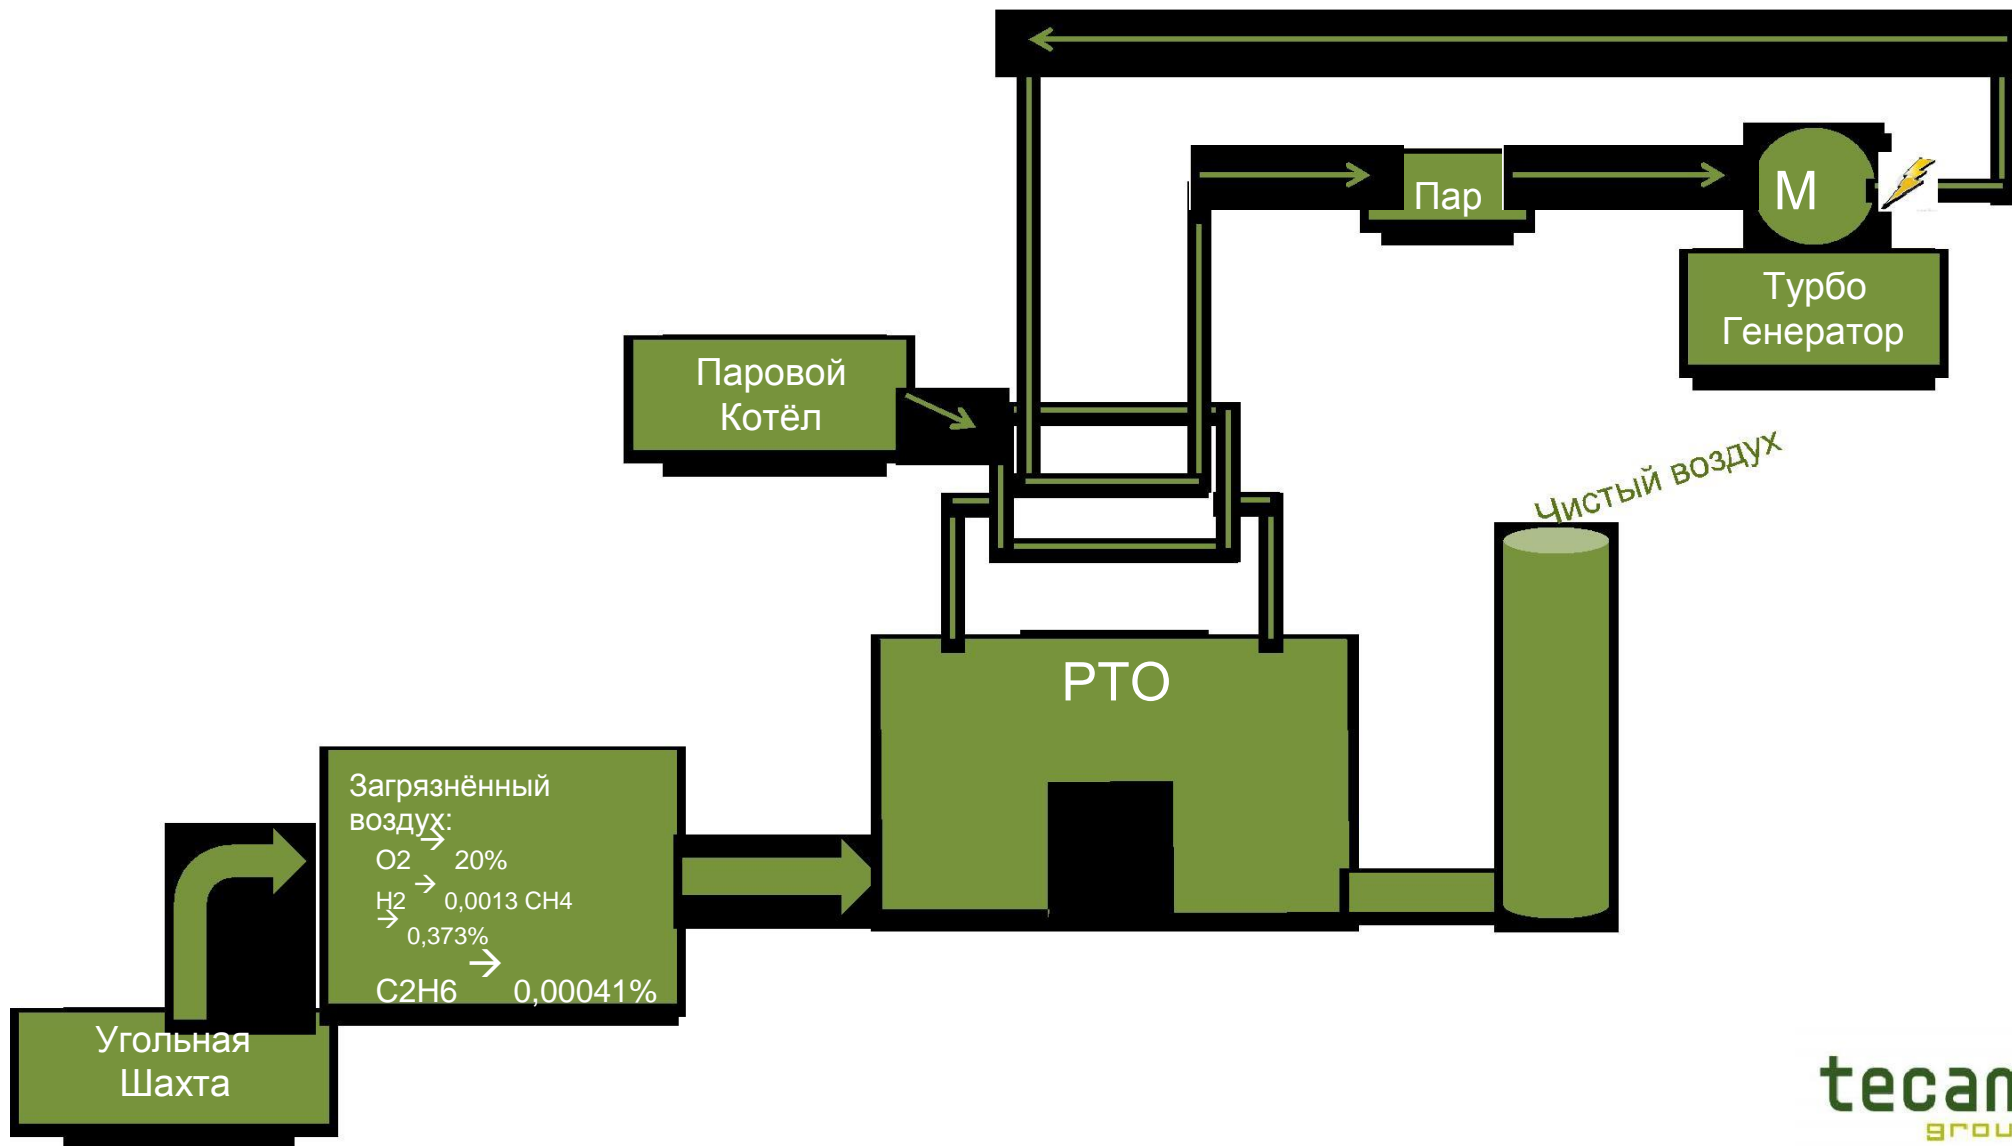 Пар
М
Турбо
Генератор
Паровой
Котёл
Чистый воздух
РТО
Загрязнённый
воздух:
O2 → 20%
H2 → 0,0013 CH4
→ 0,373%
C2H6 → 0,00041%
Угольная
Шахта
tecam
grou